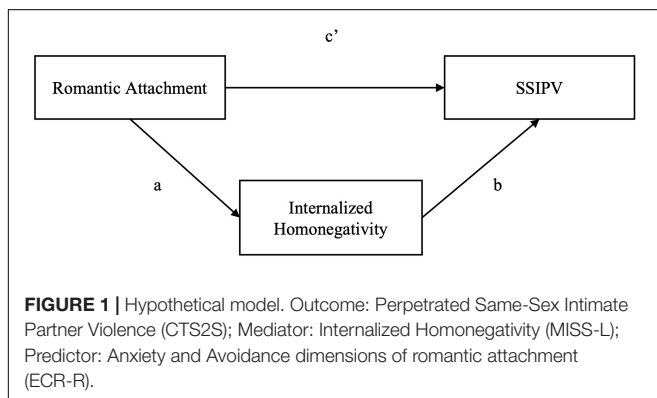 c’
Romantic Attachment
SSIPV
a
b
Internalized
Homonegativity
FIGURE 1 | Hypothetical model. Outcome: Perpetrated Same-Sex Intimate
Partner Violence (CTS2S); Mediator: Internalized Homonegativity (MISS-L);
Predictor: Anxiety and Avoidance dimensions of romantic attachment
(ECR-R).